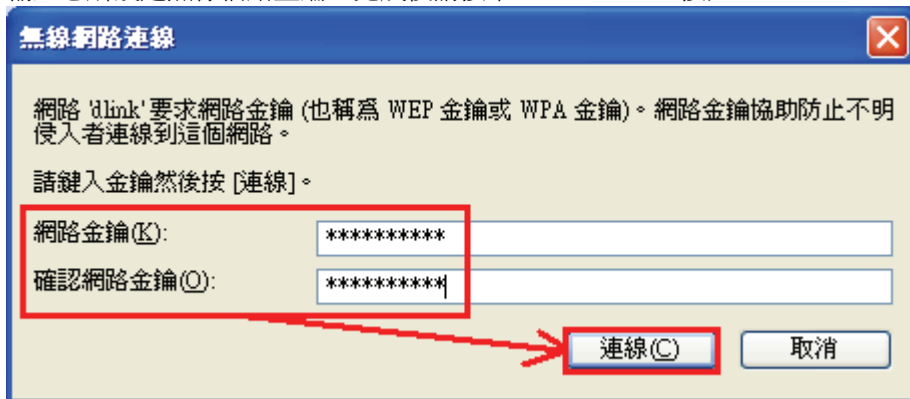 無線網路連線
網路 'dlink' 要求網路金鑰 (也稱為 WEP 金鑰或 WPA 金鑰)。網路金鑰協助防止不明
侵入者連線到這個網路。
請鍵入金鑰然後按 [連線]。
網路金鑰(K): **********
確認網路金鑰(O): **********
連線(C) 取消